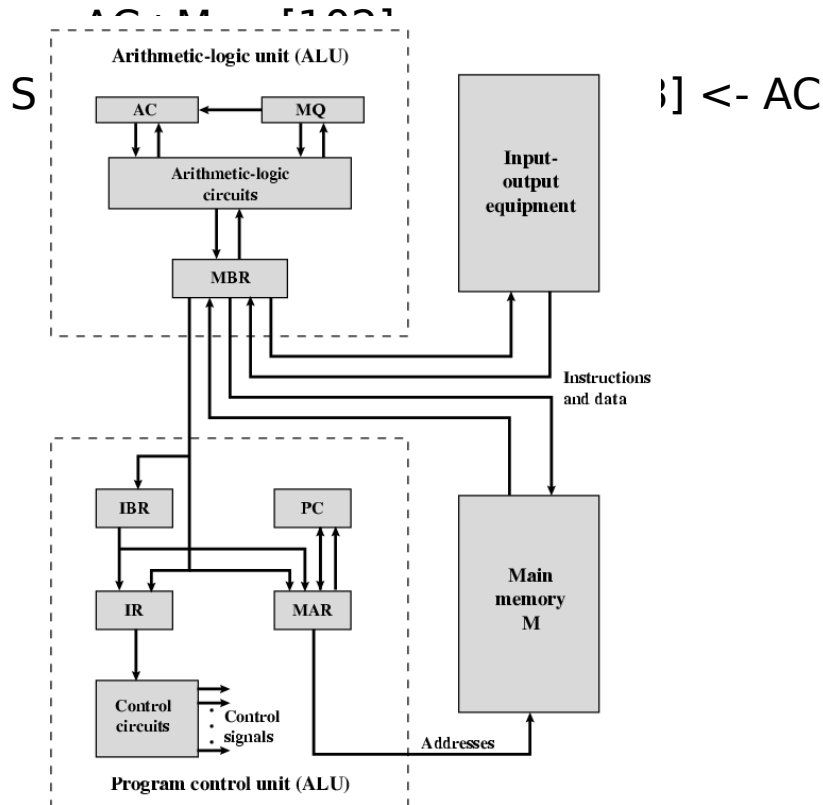 Arithmetic-logic unit (ALU)
S
3] <- AC
AC
MQ
Arithmetic-logic
circuits
Input-
output
equipment
MBR
Instructions
and data
IBR
PC
IR
MAR
Main
memory
M
Control
circuits
Control
signals
Addresses
Program control unit (ALU)